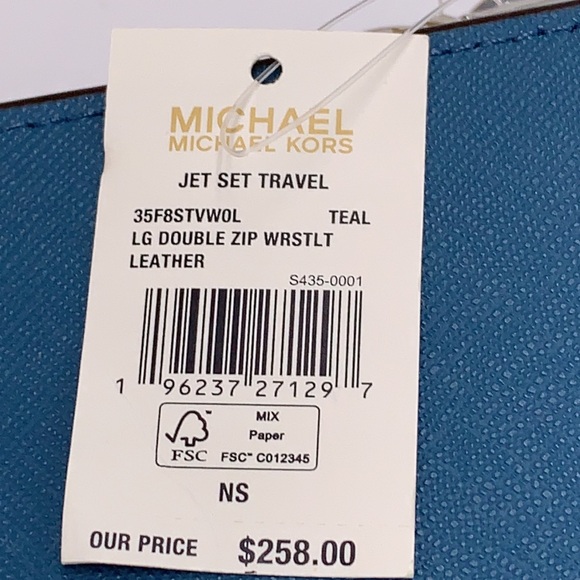 MICHAEL
MICHAEL KORS
JET SET TRAVEL
35F8STVW0L TEAL
LG DOUBLE ZIP WRSTLT
LEATHER
S435-0001
1 96237 27129 7
FSC™
MIX
Paper
FSC™ C012345
NS
OUR PRICE $258.00